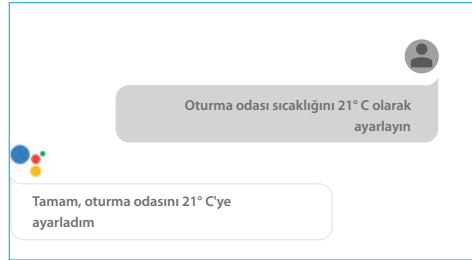 Oturma odası sıcaklığını 21° C olarak
ayarlayın
Tamam, oturma odasını 21° C'ye
ayarladım